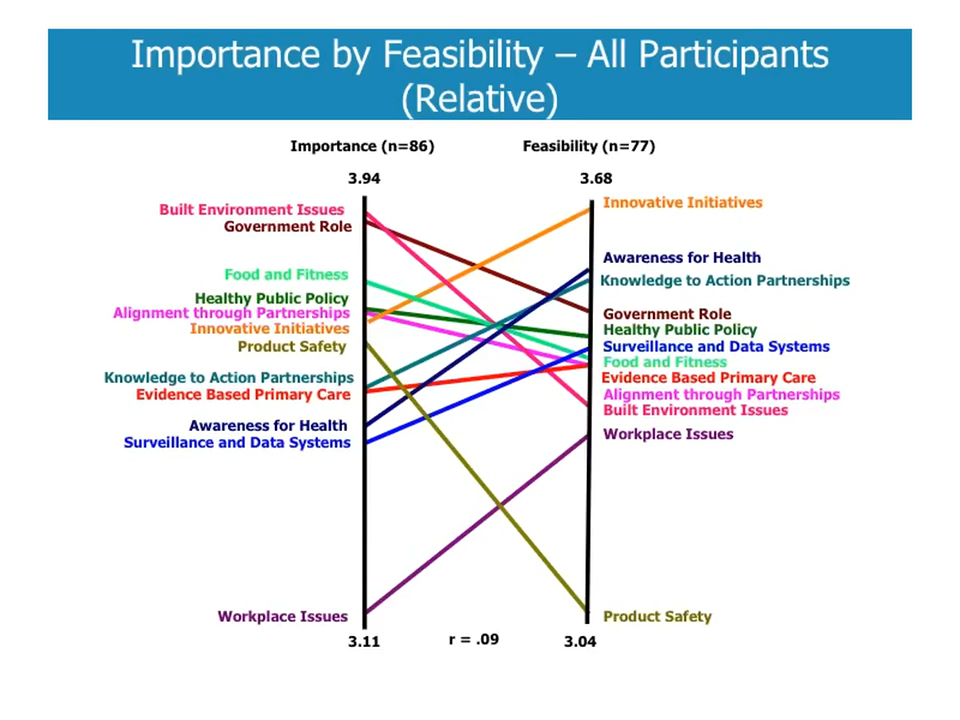 Importance by Feasibility – All Participants
(Relative)
Importance (n=86)
Feasibility (n=77)
3.94
3.68
Built Environment Issues
Government Role
Food and Fitness
Healthy Public Policy
Alignment through Partnerships
Innovative Initiatives
Product Safety
Knowledge to Action Partnerships
Evidence Based Primary Care
Awareness for Health
Surveillance and Data Systems
Workplace Issues
Innovative Initiatives
Awareness for Health
Knowledge to Action Partnerships
Government Role
Healthy Public Policy
Surveillance and Data Systems
Food and Fitness
Evidence Based Primary Care
Alignment through Partnerships
Built Environment Issues
Workplace Issues
Product Safety
3.11
r = .09
3.04